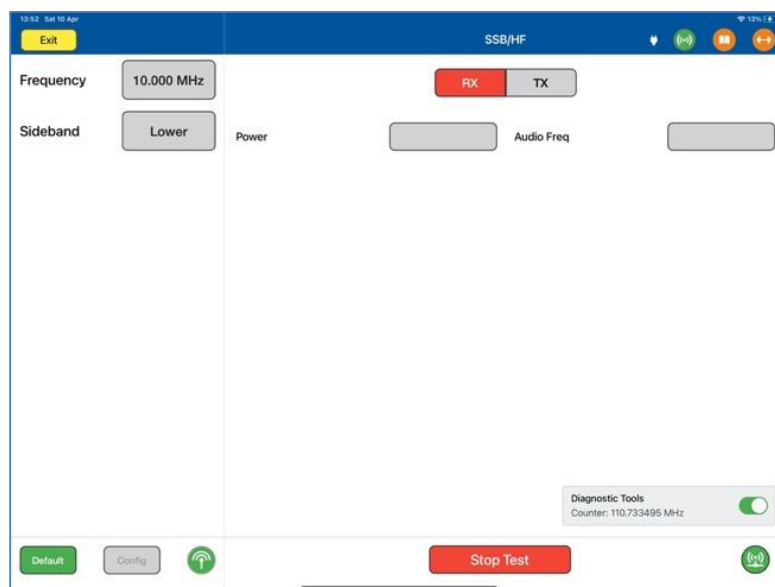 13:52 Sat 10 Apr
13%
Exit
SSB/HF
Frequency
10.000 MHz
RX
TX
Sideband
Lower
Power
Audio Freq
Diagnostic Tools
Counter: 110.733495 MHz
Default
Config
Stop Test